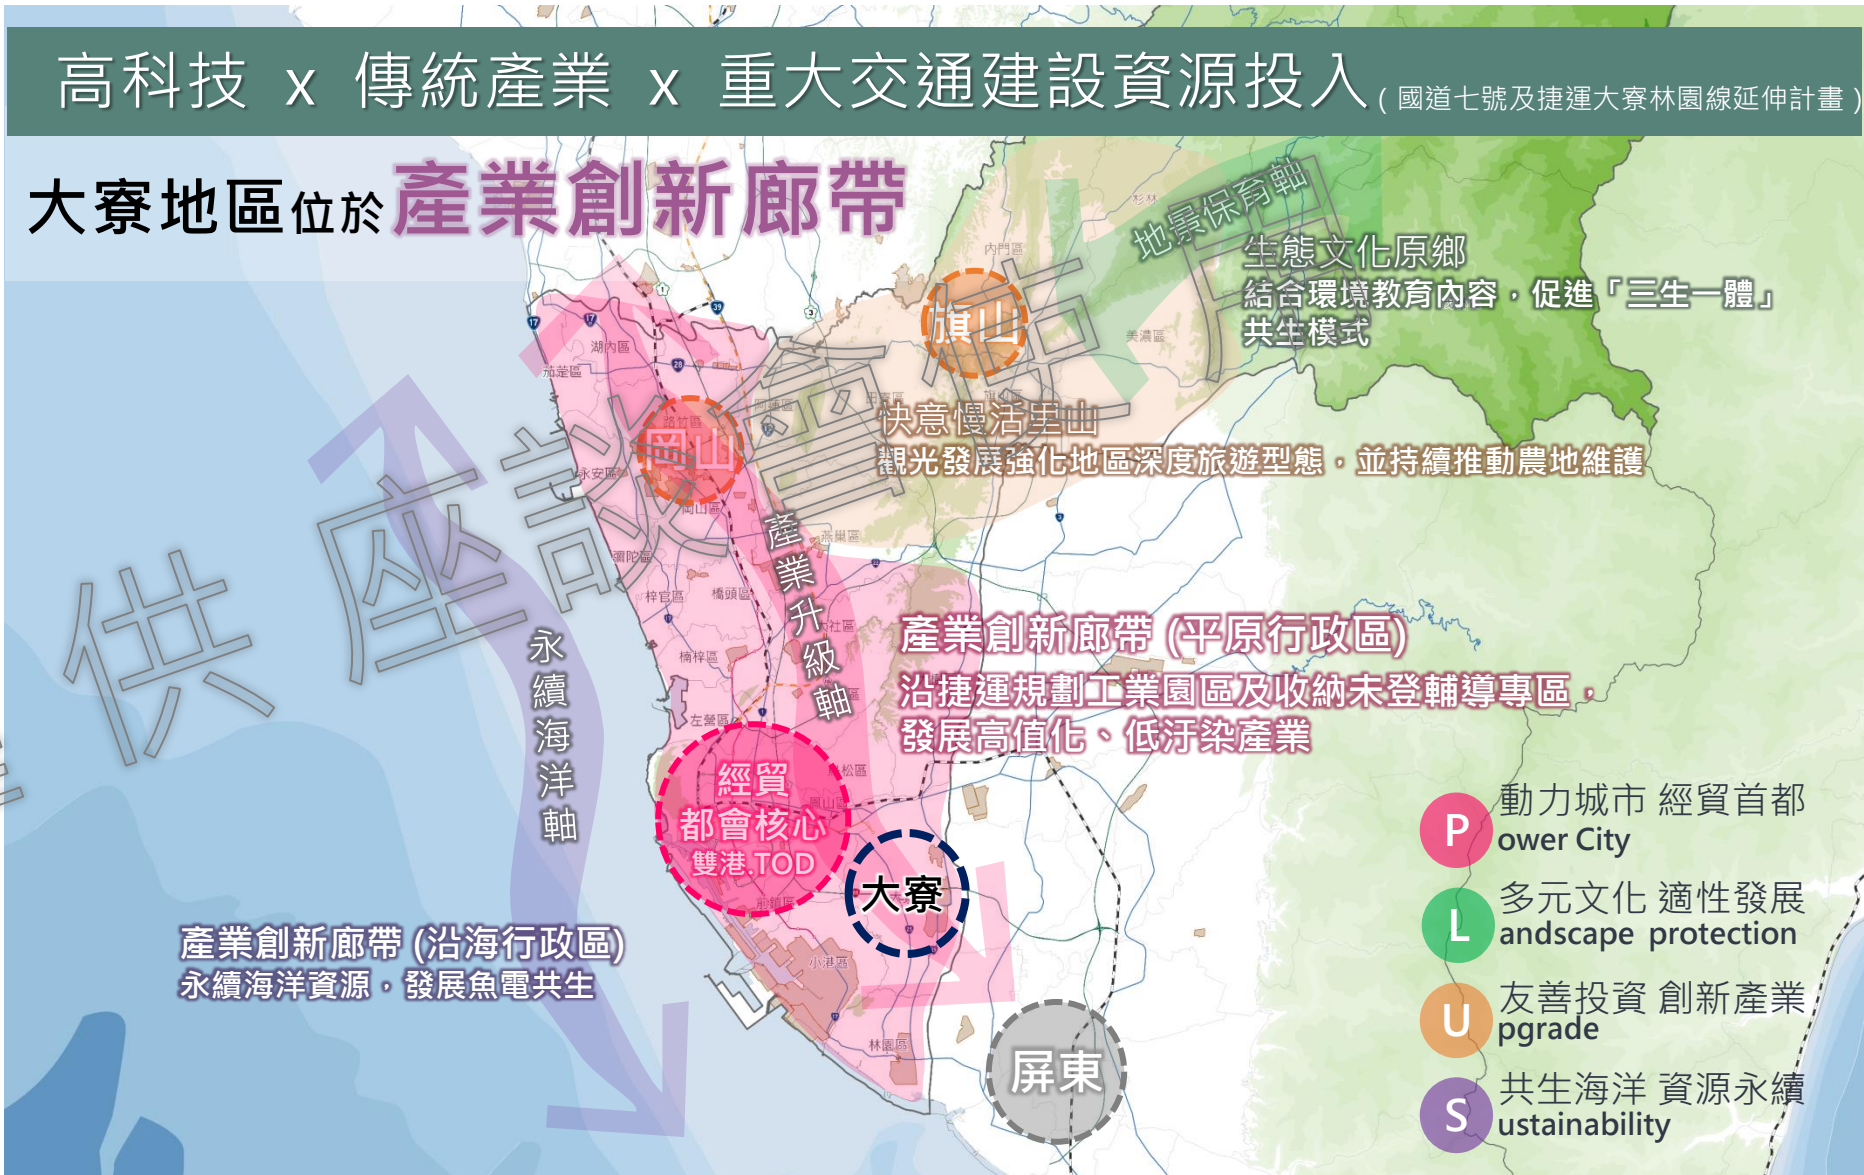 高科技 x 傳統產業 x 重大交通建設資源投入 (國道七號及捷運大寮林園線延伸計畫)
大寮地區位於產業創新廊帶
地景保育軸
生態文化原鄉
結合環境教育內容，促進「三生一體」
共生模式
杉林
內門區
旗山
美濃區
旗山區
快意慢活里山
觀光發展強化地區深度旅遊型態，並持續推動農地維護
湖內區
茄萣區
路竹區
阿蓮區
田寮區
岡山
永安區
岡山區
彌陀區
燕巢區
梓官區
橋頭區
社區
楠梓區
左營區
產業升級軸
永續海洋軸
產業創新廊帶 (平原行政區)
沿捷運規劃工業園區及收納未登輔導專區，
發展高值化、低汙染產業
經貿
都會核心
雙港.TOD
鳥松區
鳳山區
前鎮區
大寮
小港區
林園區
屏東
產業創新廊帶 (沿海行政區)
永續海洋資源，發展魚電共生
P 動力城市 經貿首都
ower City
L 多元文化 適性發展
andscape protection
U 友善投資 創新產業
pgrade
S 共生海洋 資源永續
ustainability
供座談會使用